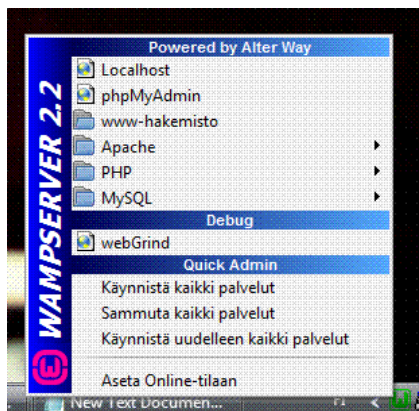 Powered by Alter Way
Localhost
phpMyAdmin
www-hakemisto
Apache
PHP
MySQL
Debug
webGrind
Quick Admin
Käynnistä kaikki palvelut
Sammuta kaikki palvelut
Käynnistä uudelleen kaikki palvelut
Aseta Online-tilaan
WAMPSERVER 2.2
New Text Documen...
FI